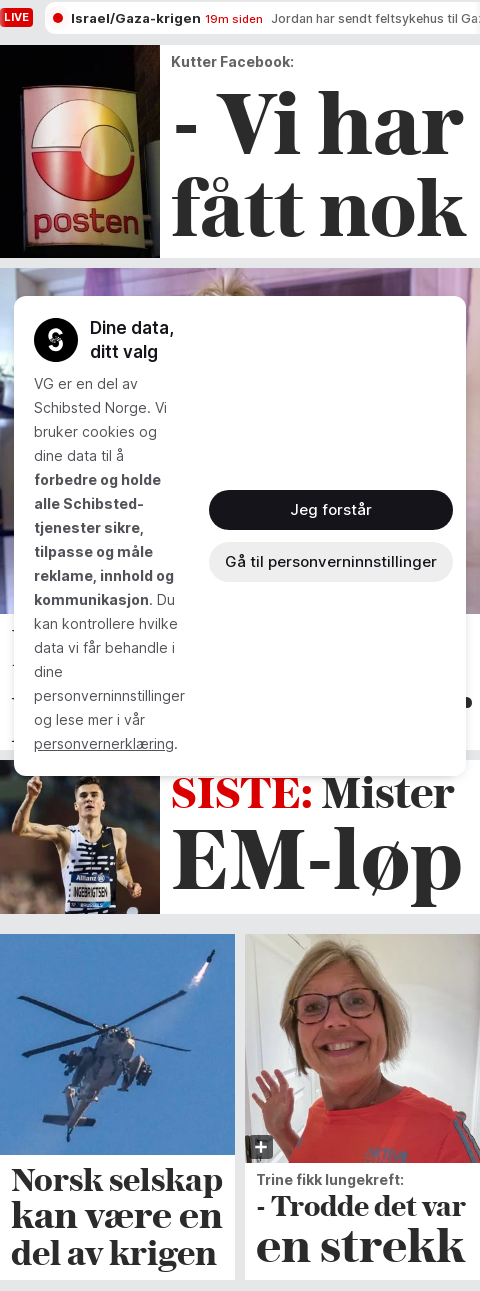 LIVE
Israel/Gaza-krigen 19m siden Jordan har sendt feltsykehus til
Kutter Facebook:
- Vi har
fått nok
posten
Dine data,
ditt valg
VG er en del av
Schibsted Norge. Vi
bruker cookies og
dine data til å
forbedre og holde
alle Schibsted-
tjenester sikre,
tilpasse og måle
reklame, innhold og
kommunikasjon. Du
kan kontrollere hvilke
data vi får behandle i
dine
personverninnstillinger
og lese mer i vår
personvernerklæring.
Jeg forstår
Gå til personverninnstillinger
SISTE: Mister
EM-løp
Allianz
INGEBRIGTSEN
BRUSSELS
Norsk selskap
kan være en
del av krigen
Trine fikk lungekreft:
- Trodde det var
en strekk